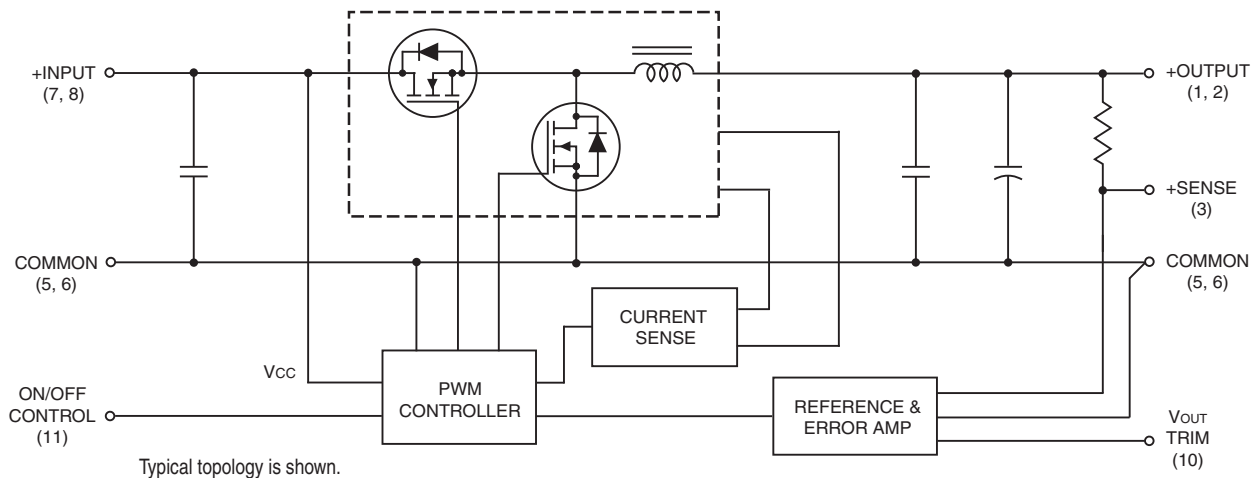 +INPUT
(7, 8)
COMMON
(5, 6)
VCC
ON/OFF
CONTROL
(11)
PWM
CONTROLLER
CURRENT
SENSE
REFERENCE &
ERROR AMP
+OUTPUT
(1, 2)
+SENSE
(3)
COMMON
(5, 6)
VOUT
TRIM
(10)
Typical topology is shown.